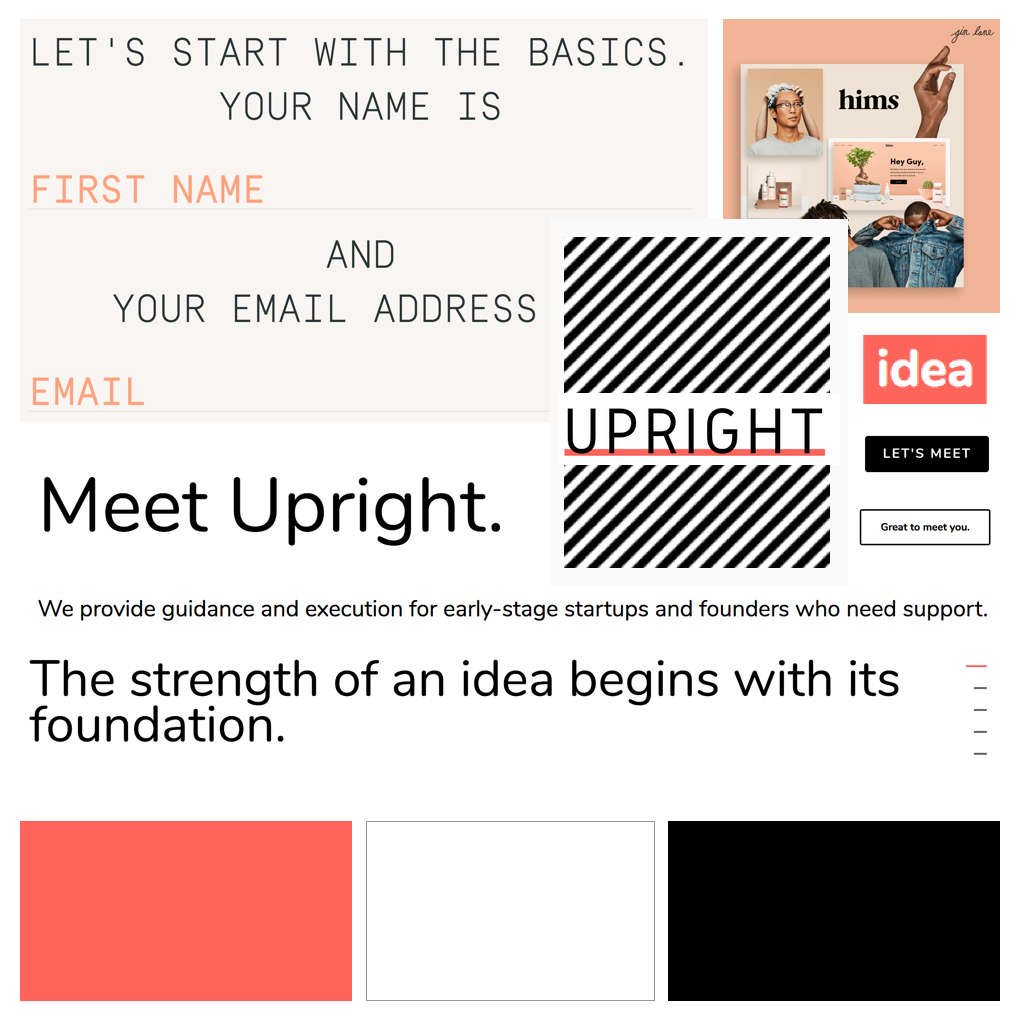 LET'S START WITH THE BASICS.
YOUR NAME IS
FIRST NAME
AND
YOUR EMAIL ADDRESS
EMAIL
gin lane
hims
Hey Guy,
UPRIGHT
idea
LET'S MEET
Great to meet you.
Meet Upright.
We provide guidance and execution for early-stage startups and founders who need support.
The strength of an idea begins with its
foundation.